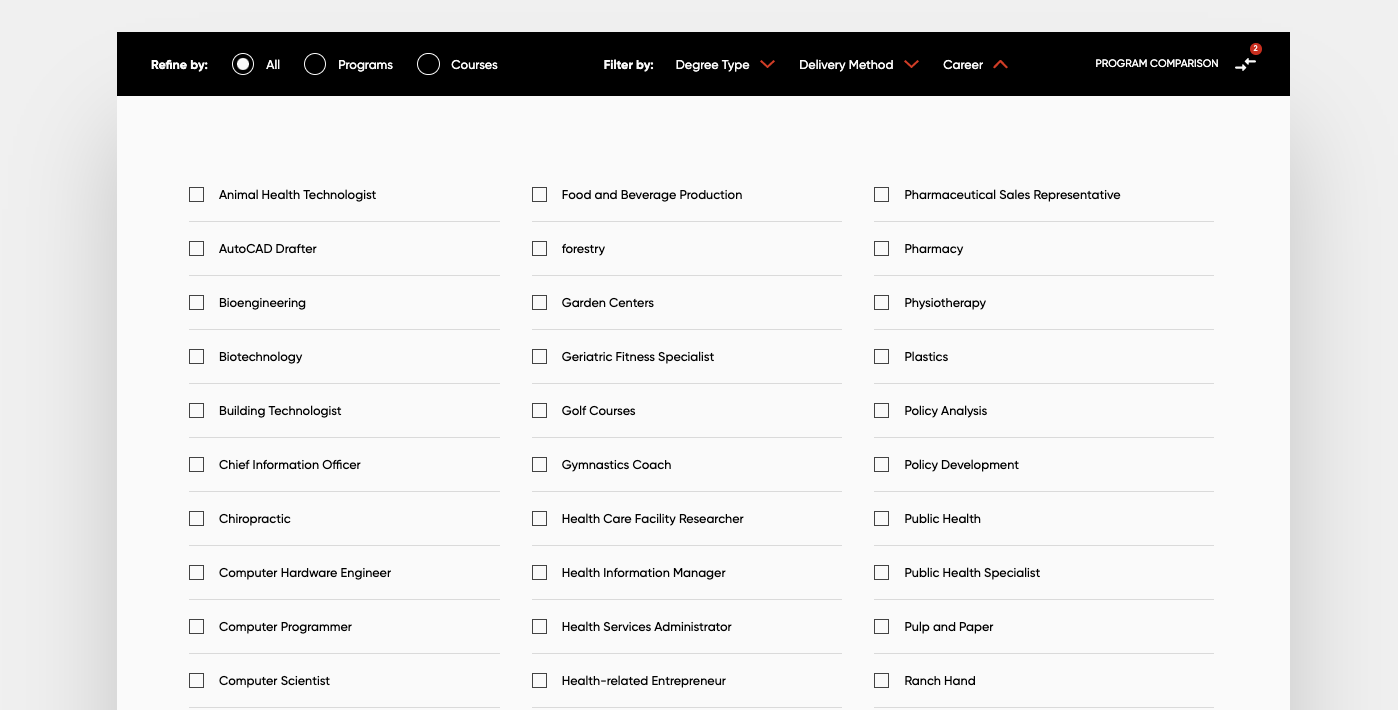 Refine by: All Programs Courses Filter by: Degree Type Delivery Method Career PROGRAM COMPARISON 2
Animal Health Technologist
AutoCAD Drafter
Bioengineering
Biotechnology
Building Technologist
Chief Information Officer
Chiropractic
Computer Hardware Engineer
Computer Programmer
Computer Scientist
Food and Beverage Production
forestry
Garden Centers
Geriatric Fitness Specialist
Golf Courses
Gymnastics Coach
Health Care Facility Researcher
Health Information Manager
Health Services Administrator
Health-related Entrepreneur
Pharmaceutical Sales Representative
Pharmacy
Physiotherapy
Plastics
Policy Analysis
Policy Development
Public Health
Public Health Specialist
Pulp and Paper
Ranch Hand